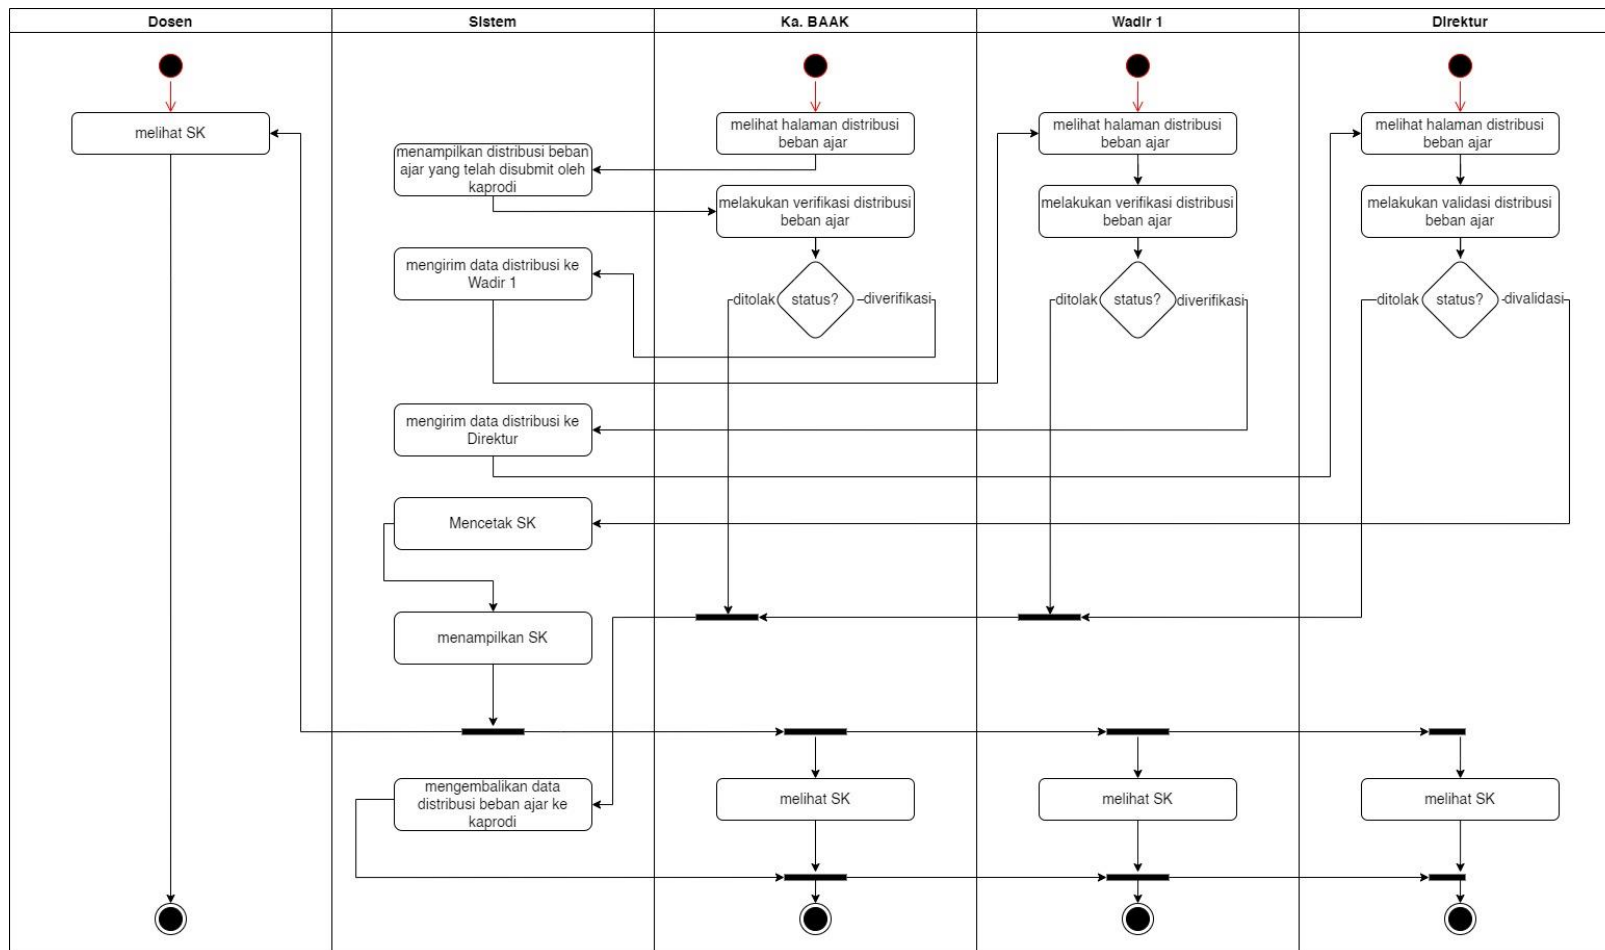 Dosen
Sistem
Ka. BAAK
Wadir 1
Direktur
melihat SK
melihat halaman distribusi
beban ajar
melihat halaman distribusi
beban ajar
melihat halaman distribusi
beban ajar
menampilkan distribusi beban
ajar yang telah disubmit oleh
kaprodi
melakukan verifikasi distribusi
beban ajar
melakukan verifikasi distribusi
beban ajar
melakukan validasi distribusi
beban ajar
mengirim data distribusi ke
Wadir 1
ditolak
status?
diverifikasi
ditolak
status?
diverifikasi
ditolak
status?
divalidasi
mengirim data distribusi ke
Direktur
Mencetak SK
menampilkan SK
mengembalikan data
distribusi beban ajar ke
kaprodi
melihat SK
melihat SK
melihat SK